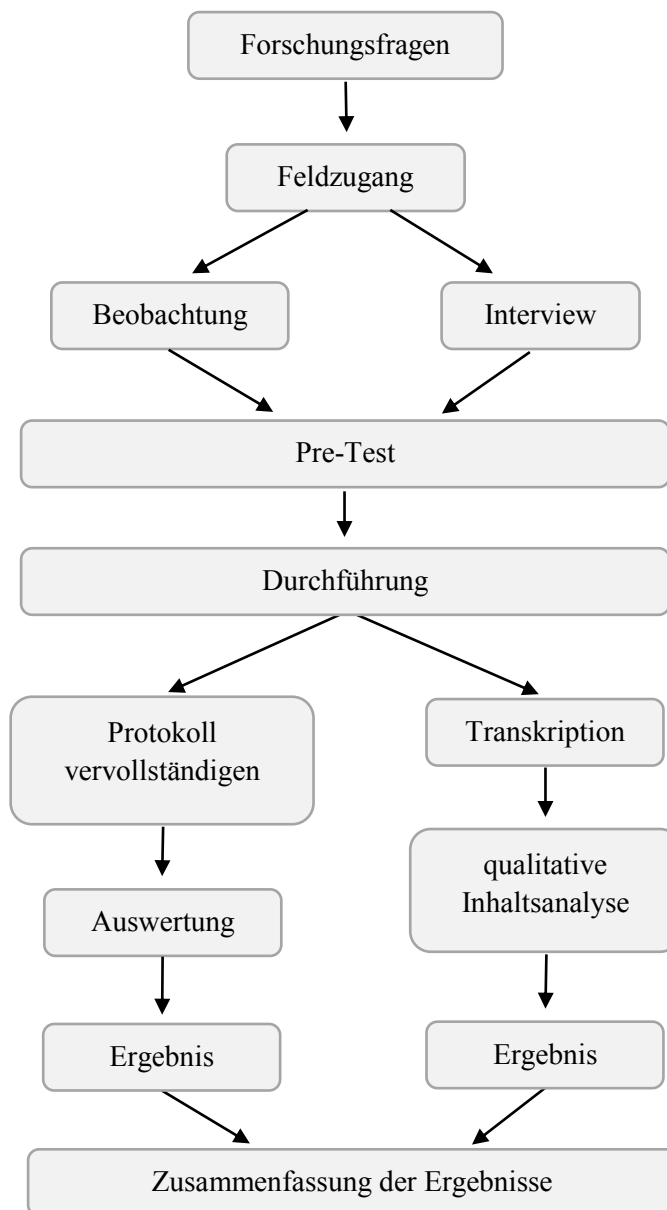 Forschungsfragen
Feldzugang
Beobachtung
Interview
Pre-Test
Durchführung
Protokoll
vervollständigen
Transkription
qualitative
Inhaltsanalyse
Auswertung
Ergebnis
Ergebnis
Zusammenfassung der Ergebnisse